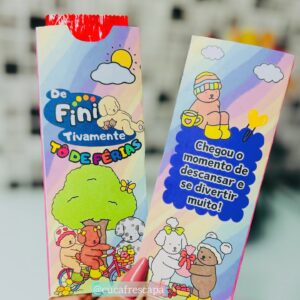 De
Fini
Tivamente
TÔ DE FÉRIAS
Chegou o
momento de
descansar e
se divertir
muito!
@cucafrescapa